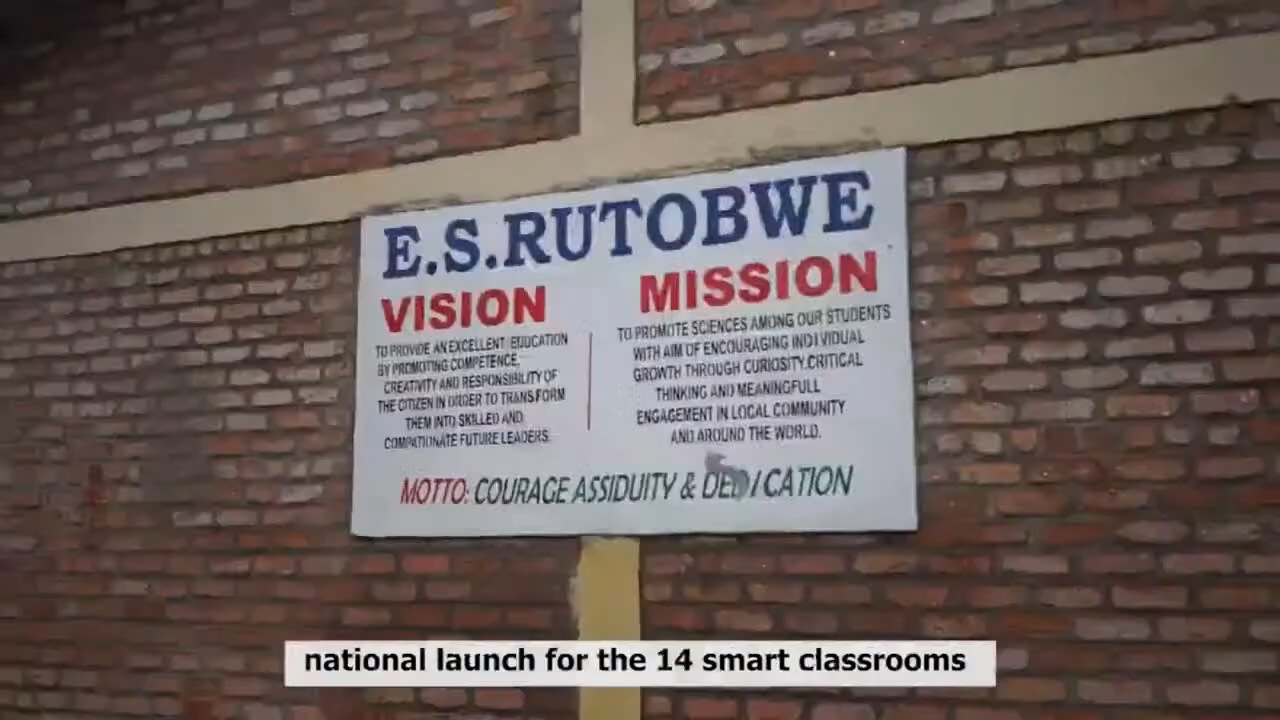 E.S.RUTOBWE
VISION
TO PROVIDE AN EXCELLENT EDUCATION
BY PROMOTING COMPETENCE,
CREATIVITY AND RESPONSIBILITY OF
THE CITIZEN IN ORDER TO TRANSFORM
THEM INTO SKILLED AND
COMPATIONATE FUTURE LEADERS.
MISSION
TO PROMOTE SCIENCES AMONG OUR STUDENTS
WITH AIM OF ENCOURAGING INDIVIDUAL
GROWTH THROUGH CURIOSITY.CRITICAL
THINKING AND MEANINGFULL
ENGAGEMENT IN LOCAL COMMUNITY
AND AROUND THE WORLD.
MOTTO: COURAGE ASSIDUITY & DEDICATION
national launch for the 14 smart classrooms